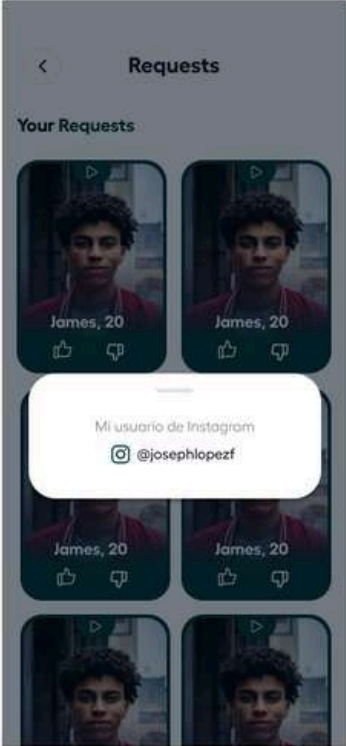 Requests
Your Requests
James, 20
James, 20
Mi usuario de Instagram
@josephlopezf
James, 20
James, 20